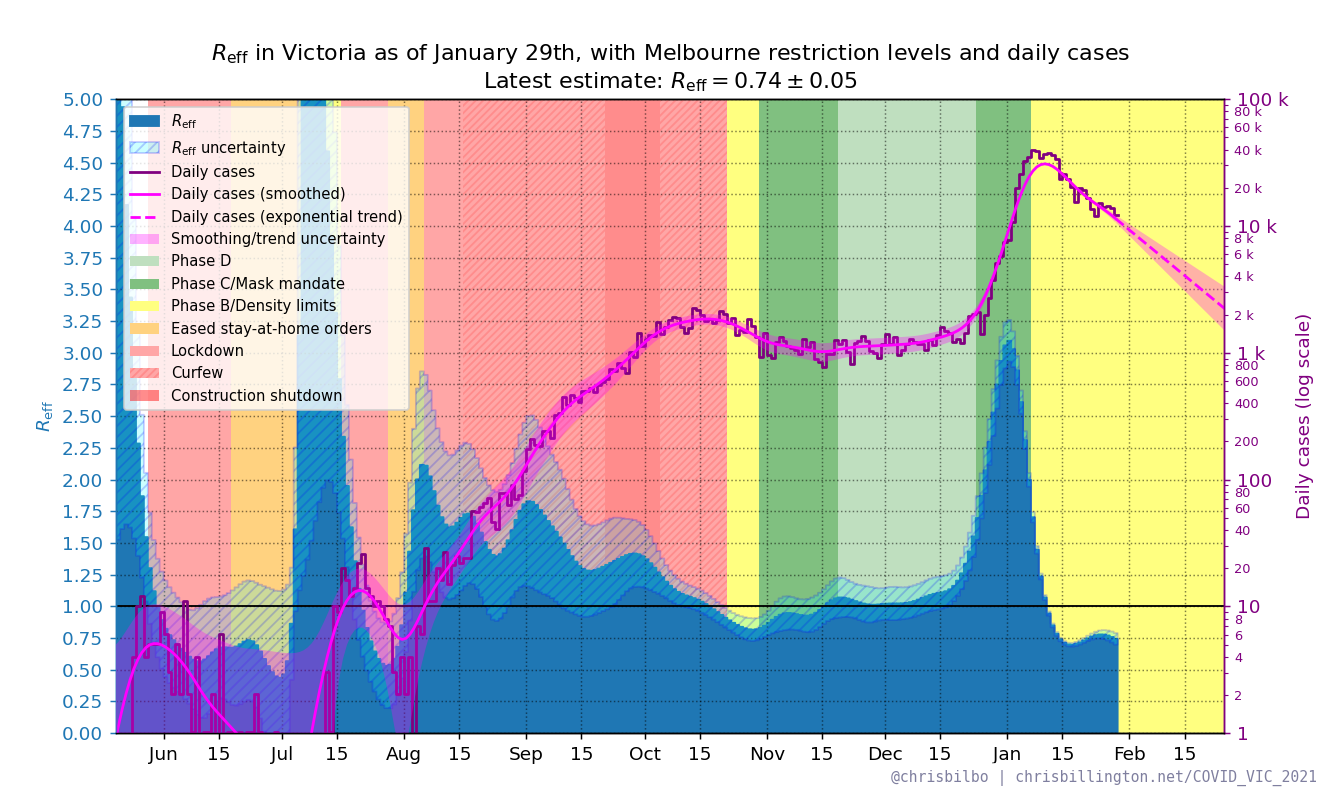 Reff in Victoria as of January 29th, with Melbourne restriction levels and daily cases
Latest estimate: Reff = 0.74 ± 0.05
5.00
4.75
4.50
4.25
4.00
3.75
3.50
3.25
3.00
2.75
2.50
2.25
2.00
1.75
1.50
1.25
1.00
0.75
0.50
0.25
0.00
Reff
Reff
Reff uncertainty
Daily cases
Daily cases (smoothed)
Daily cases (exponential trend)
Smoothing/trend uncertainty
Phase D
Phase C/Mask mandate
Phase B/Density limits
Eased stay-at-home orders
Lockdown
Curfew
Construction shutdown
100 k
80 k
60 k
40 k
20 k
10 k
8 k
6 k
4 k
2 k
1 k
800
600
400
200
100
80
60
40
20
10
8
6
4
2
1
Daily cases (log scale)
Jun 15 Jul 15 Aug 15 Sep 15 Oct 15 Nov 15 Dec 15 Jan 15 Feb 15
@chrisbilbo | chrisbillington.net/COVID_VIC_2021